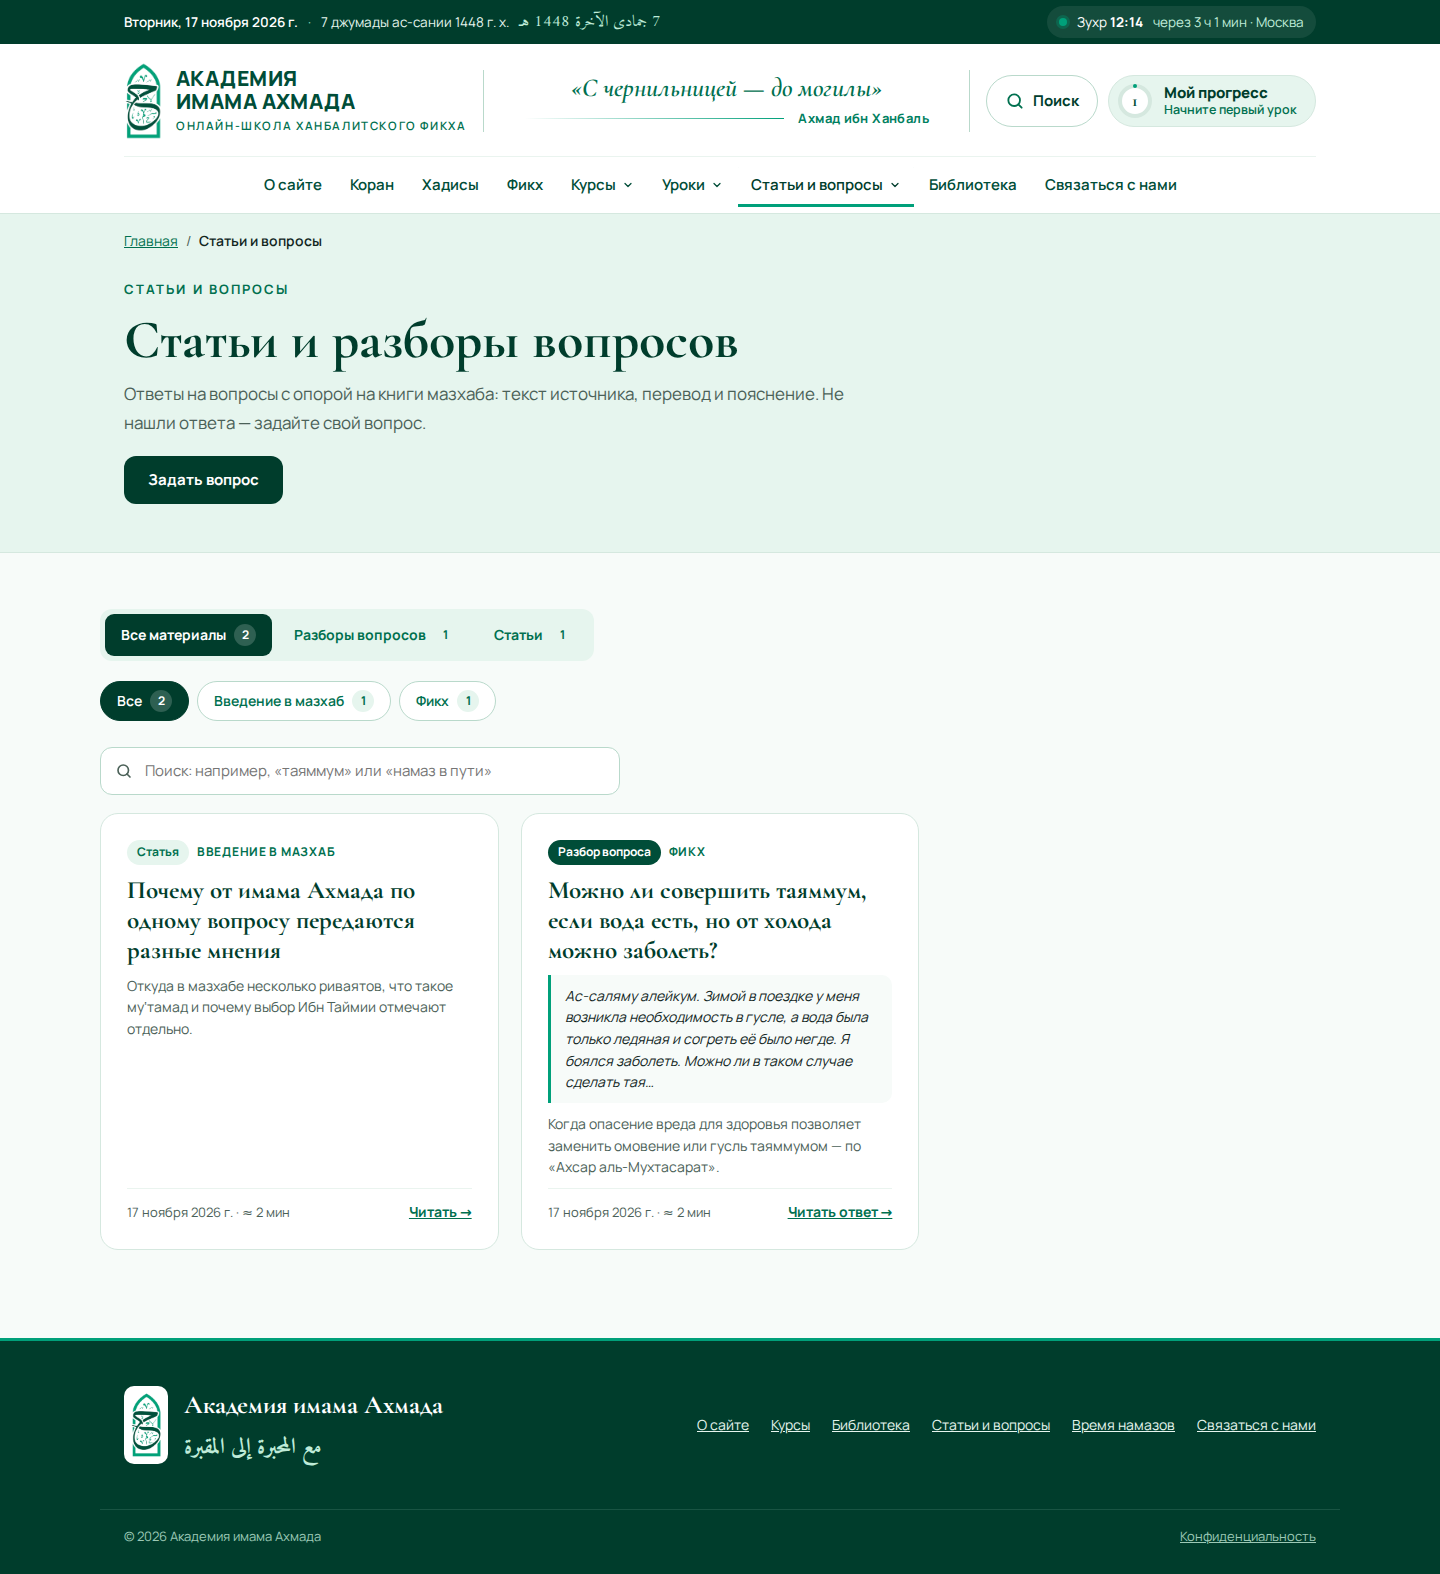 Вторник, 17 ноября 2026 г. · 7 джумады ас-сании 1448 г. х. 7 جمادى الآخرة 1448 هـ
Зухр 12:14 через 3 ч 1 мин · Москва
АКАДЕМИЯ
ИМАМА АХМАДА
ОНЛАЙН-ШКОЛА ХАНБАЛИТСКОГО ФИКХА
«С чернильницей — до могилы»
Ахмад ибн Ханбаль
Поиск
1
Мой прогресс
Начните первый урок
О сайте Коран Хадисы Фикх Курсы Уроки Статьи и вопросы Библиотека Связаться с нами
Главная / Статьи и вопросы
СТАТЬИ И ВОПРОСЫ
Статьи и разборы вопросов
Ответы на вопросы с опорой на книги мазхаба: текст источника, перевод и пояснение. Не
нашли ответа — задайте свой вопрос.
Задать вопрос
Все материалы 2 Разборы вопросов 1 Статьи 1
Все 2 Введение в мазхаб 1 Фикх 1
Поиск: например, «таяммум» или «намаз в пути»
Статья ВВЕДЕНИЕ В МАЗХАБ
Почему от имама Ахмада по
одному вопросу передаются
разные мнения
Откуда в мазхабе несколько риваятов, что такое
му'тамад и почему выбор Ибн Таймии отмечают
отдельно.
17 ноября 2026 г. · ≈ 2 мин Читать →
Разбор вопроса ФИКХ
Можно ли совершить таяммум,
если вода есть, но от холода
можно заболеть?
Ас-саляму алейкум. Зимой в поездке у меня
возникла необходимость в гусле, а вода была
только ледяная и согреть её было негде. Я
боялся заболеть. Можно ли в таком случае
сделать тая…
Когда опасение вреда для здоровья позволяет
заменить омовение или гусль таяммумом — по
«Ахсар аль-Мухтасарат».
17 ноября 2026 г. · ≈ 2 мин Читать ответ →
Академия имама Ахмада
مع المحبرة إلى المقبرة
О сайте Курсы Библиотека Статьи и вопросы Время намазов Связаться с нами
© 2026 Академия имама Ахмада
Конфиденциальность